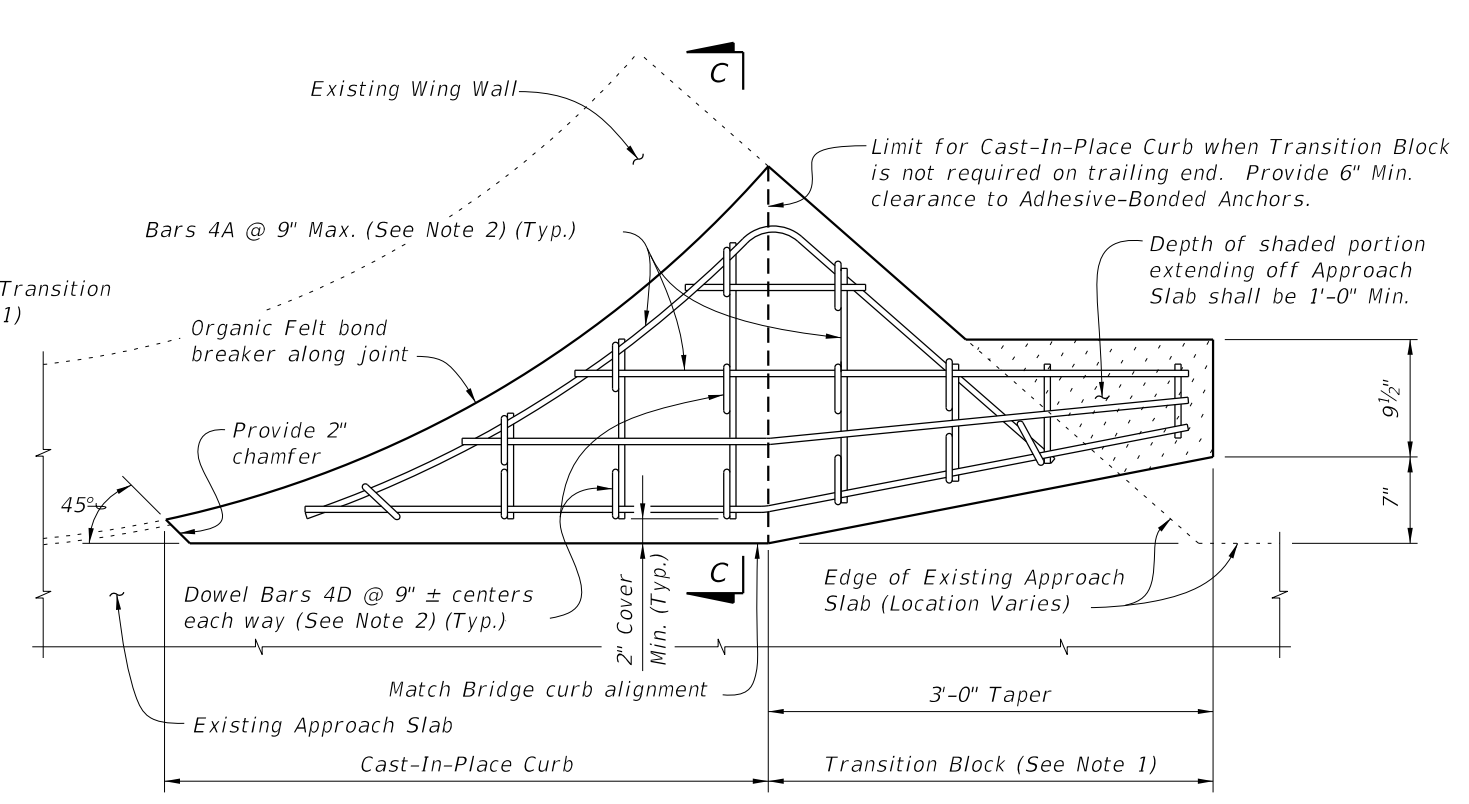 C
Existing Wing Wall
Limit for Cast-In-Place Curb when Transition Block
is not required on trailing end. Provide 6" Min.
clearance to Adhesive-Bonded Anchors.
Bars 4A @ 9" Max. (See Note 2) (Typ.)
Depth of shaded portion
extending off Approach
Slab shall be 1'-0" Min.
Transition
1)
Organic Felt bond
breaker along joint
9½"
Provide 2"
chamfer
45°
7"
C
Dowel Bars 4D @ 9" ± centers
each way (See Note 2) (Typ.)
2" Cover
Min. (Typ.)
Edge of Existing Approach
Slab (Location Varies)
Match Bridge curb alignment
3'-0" Taper
Existing Approach Slab
Cast-In-Place Curb
Transition Block (See Note 1)